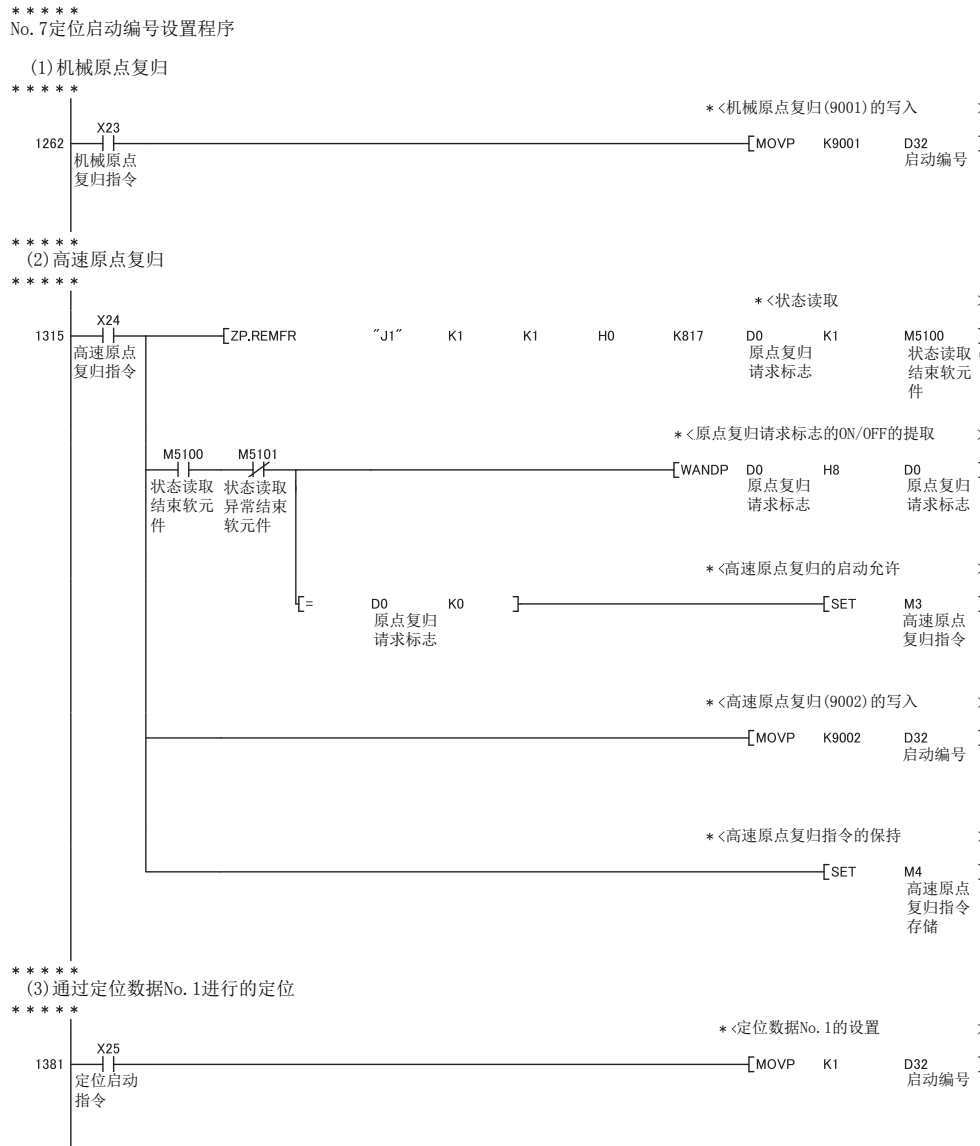 *****
No.7定位启动编号设置程序
(1)机械原点复归
*****
*<机械原点复归(9001)的写入 >
X23
1262 [MOVP K9001 D32 ]
机械原点
复归指令
启动编号
*****
(2)高速原点复归
*****
*<状态读取 >
X24
1315 [ZP.REMFR "J1" K1 K1 H0 K817 D0 K1 M5100 ]
高速原点
复归指令
原点复归
请求标志
状态读取
结束软元
件
*<原点复归请求标志的ON/OFF的提取 >
M5100 M5101
[WANDP D0 H8 D0 ]
状态读取
结束软元
件
状态读取
异常结束
软元件
原点复归
请求标志
原点复归
请求标志
*<高速原点复归的启动允许 >
[= D0 K0 ] [SET M3 ]
原点复归
请求标志
高速原点
复归指令
*<高速原点复归(9002)的写入 >
[MOVP K9002 D32 ]
启动编号
*<高速原点复归指令的保持 >
[SET M4 ]
高速原点
复归指令
存储
*****
(3)通过定位数据No.1进行的定位
*****
*<定位数据No.1的设置 >
X25
1381 [MOVP K1 D32 ]
定位启动
指令
启动编号